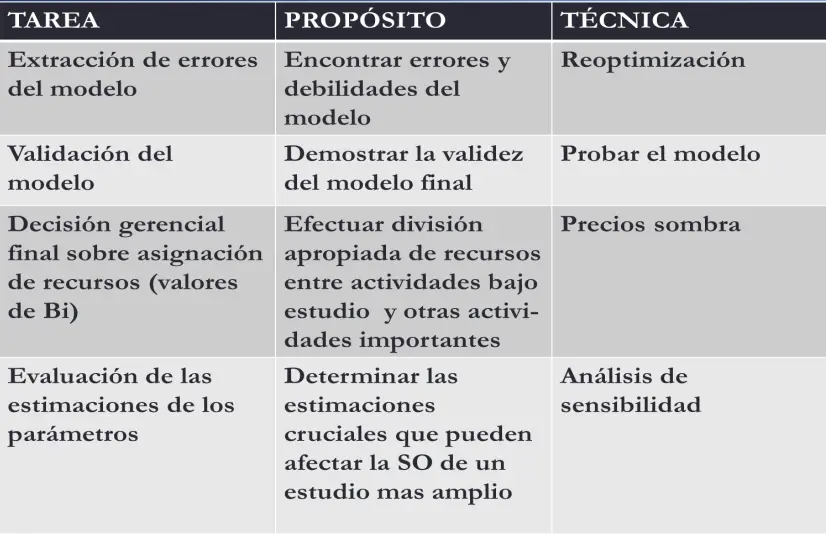 TAREA
PROPÓSITO
TÉCNICA
Extracción de errores
del modelo
Encontrar errores y
debilidades del
modelo
Reoptimización
Validación del
modelo
Demostrar la validez
del modelo final
Probar el modelo
Decisión gerencial
final sobre asignación
de recursos (valores
de Bi)
Efectuar división
apropiada de recursos
entre actividades bajo
estudio y otras activi-
dades importantes
Precios sombra
Evaluación de las
estimaciones de los
parámetros
Determinar las
estimaciones
cruciales que pueden
afectar la SO de un
estudio mas amplio
Análisis de
sensibilidad